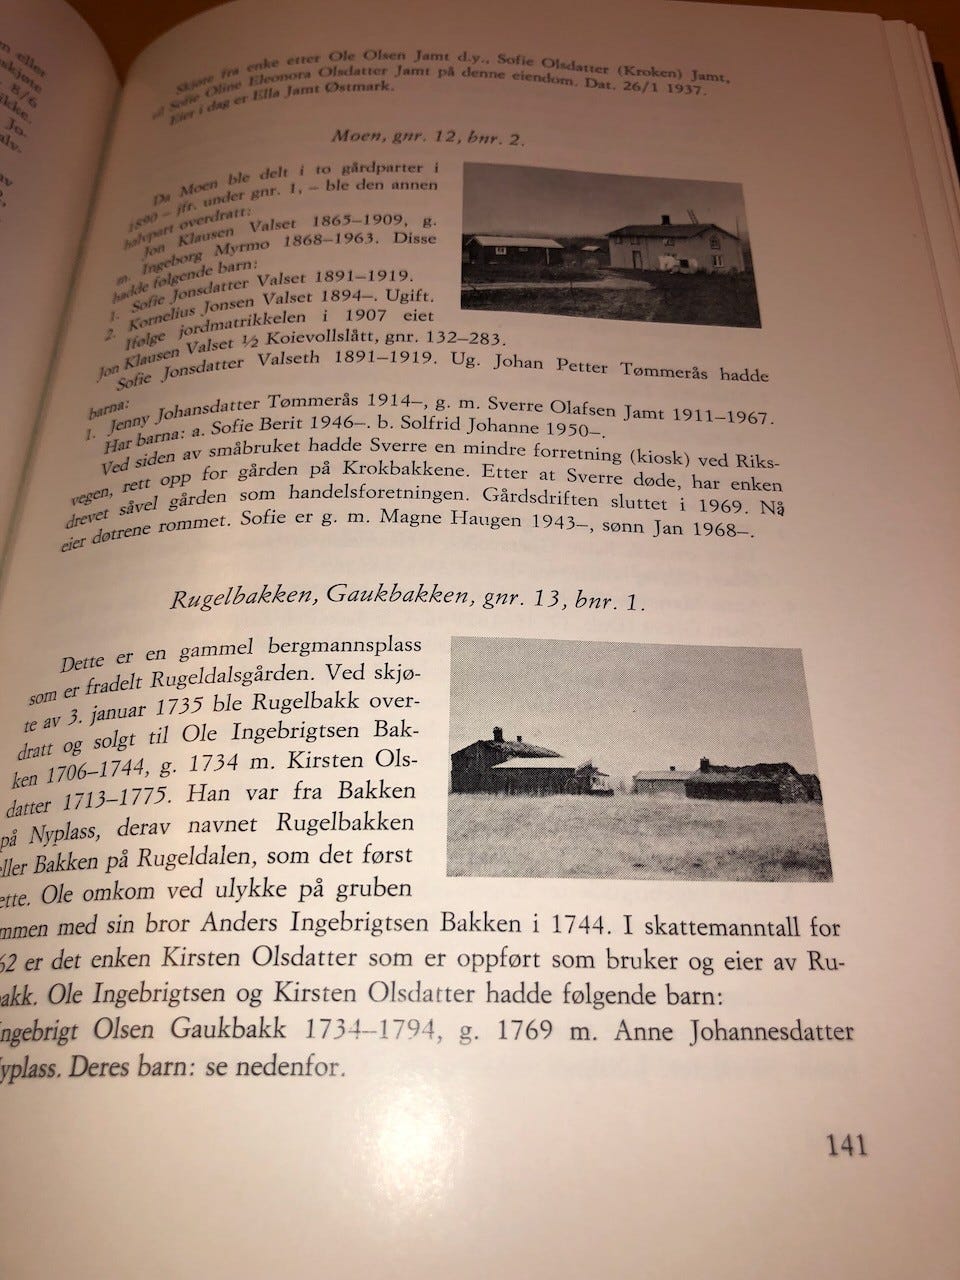 n eller
skjøte
8/6
ikke.
Jo-
alv-
av
Skjøte fra enke etter Ole Olsen Jamt d.y., Sofie Olsdatter (Kroken) Jamt,
til Sofie Oline Eleonora Olsdatter Jamt på denne eiendom. Dat. 26/1 1937.
Eier i dag er Ella Jamt Østmark.
Moen, gnr. 12, bnr. 2.
Da Moen ble delt i to gårdparter i
1890 – jfr. under gnr. 1, – ble den annen
halvpart overdratt:
Jon Klausen Valset 1865–1909, g.
m. Ingeborg Myrmo 1868–1963. Disse
hadde følgende barn:
1. Sofie Jonsdatter Valset 1891–1919.
2. Kornelius Jonsen Valset 1894–. Ugift.
Ifølge jordmatrikkelen i 1907 eiet
Jon Klausen Valset ½ Koievollslått, gnr. 132–283.
Sofie Jonsdatter Valseth 1891–1919. Ug. Johan Petter Tømmerås hadde
barna:
1. Jenny Johansdatter Tømmerås 1914–, g. m. Sverre Olafsen Jamt 1911–1967.
Har barna: a. Sofie Berit 1946–. b. Solfrid Johanne 1950–.
Ved siden av småbruket hadde Sverre en mindre forretning (kiosk) ved Riks-
vegen, rett opp for gården på Krokbakkene. Etter at Sverre døde, har enken
drevet såvel gården som handelsforetningen. Gårdsdriften sluttet i 1969. Nå
eier døtrene rommet. Sofie er g. m. Magne Haugen 1943–, sønn Jan 1968–.
Rugelbakken, Gaukbakken, gnr. 13, bnr. 1.
Dette er en gammel bergmannsplass
som er fradelt Rugeldalsgården. Ved skjø-
te av 3. januar 1735 ble Rugelbakk over-
dratt og solgt til Ole Ingebrigtsen Bak-
ken 1706–1744, g. 1734 m. Kirsten Ols-
datter 1713–1775. Han var fra Bakken
på Nyplass, derav navnet Rugelbakken
eller Bakken på Rugeldalen, som det først
ette. Ole omkom ved ulykke på gruben
mmen med sin bror Anders Ingebrigtsen Bakken i 1744. I skattemanntall for
62 er det enken Kirsten Olsdatter som er oppført som bruker og eier av Ru-
akk. Ole Ingebrigtsen og Kirsten Olsdatter hadde følgende barn:
ngebrigt Olsen Gaukbakk 1734–1794, g. 1769 m. Anne Johannesdatter
yplass. Deres barn: se nedenfor.
141